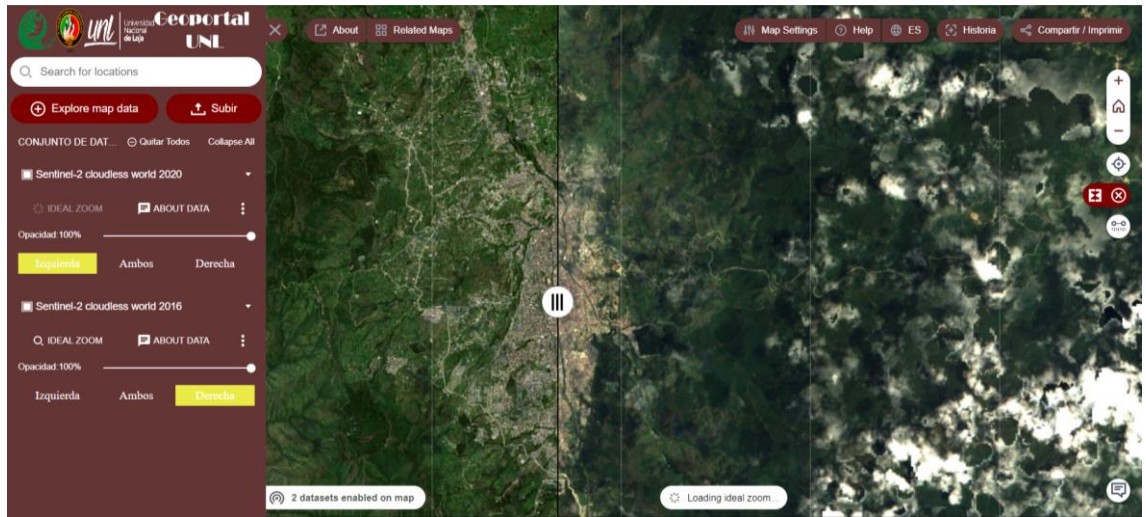 unl
Universidad
Nacional
de Loja
Geoportal
UNL
About
Related Maps
Map Settings
Help
ES
Historia
Compartir / Imprimir
Search for locations
Explore map data
Subir
CONJUNTO DE DAT...
Quitar Todos
Collapse All
Sentinel-2 cloudless world 2020
IDEAL ZOOM
ABOUT DATA
Opacidad:100%
Izquierda
Ambos
Derecha
Sentinel-2 cloudless world 2016
IDEAL ZOOM
ABOUT DATA
Opacidad:100%
Izquierda
Ambos
Derecha
2 datasets enabled on map
Loading ideal zoom...